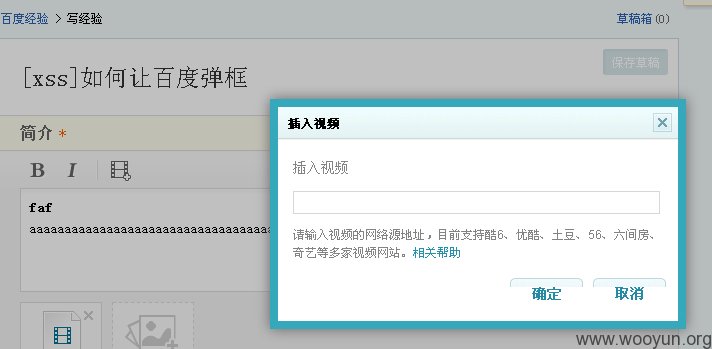 百度经验 > 写经验
草稿箱(0)
[xss]如何让百度弹框
保存草稿
简介 *
B I
faf
插入视频
插入视频
请输入视频的网络源地址，目前支持酷6、优酷、土豆、56、六间房、
奇艺等多家视频网站。相关帮助
确定 取消
www.wooyun.org